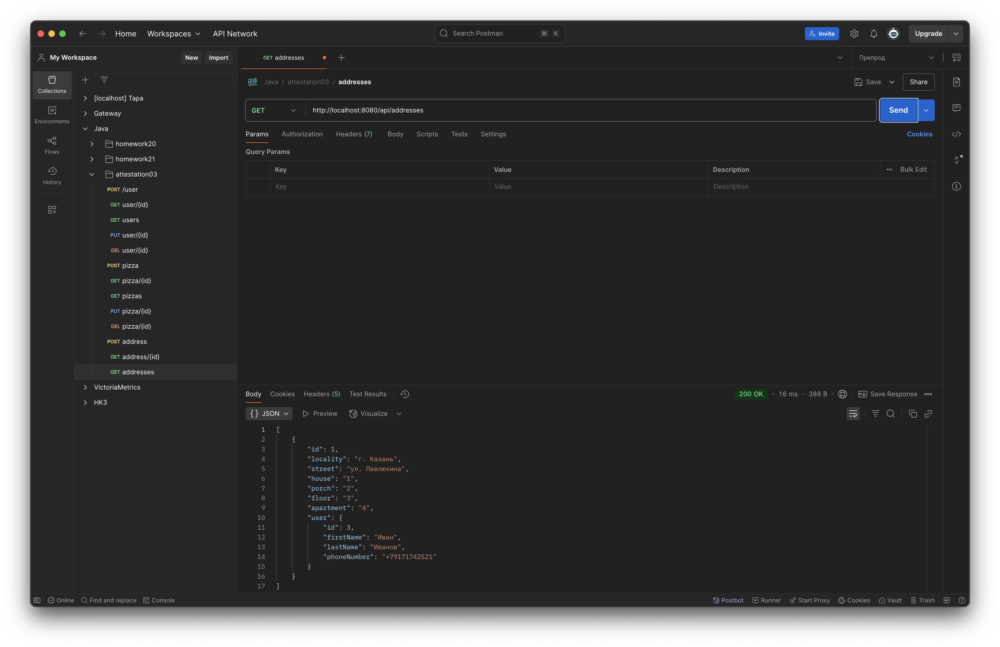 Home Workspaces API Network Search Postman ⌘ K Invite Upgrade
My Workspace New Import GET addresses Препрод
Collections
Environments
Flows
History
[localhost] Тара
Gateway
Java
homework20
homework21
attestation03
POST /user
GET user/{id}
GET users
PUT user/{id}
DEL user/{id}
POST pizza
GET pizza/{id}
GET pizzas
PUT pizza/{id}
DEL pizza/{id}
POST address
GET address/{id}
GET addresses
VictoriaMetrics
НКЗ
HTTP Java / attestation03 / addresses Save Share
GET http://localhost:8080/api/addresses Send
Params Authorization Headers (7) Body Scripts Tests Settings Cookies
Query Params
Key Value Description Bulk Edit
Key Value Description
Body Cookies Headers (5) Test Results 200 OK • 16 ms • 386 B • e.g. Save Response
{} JSON Preview Visualize
1 [
2 {
3 "id": 1,
4 "locality": "г. Казань",
5 "street": "ул. Павлюхина",
6 "house": "1",
7 "porch": "2",
8 "floor": "3",
9 "apartment": "4",
10 "user": {
11 "id": 3,
12 "firstName": "Иван",
13 "lastName": "Иванов",
14 "phoneNumber": "+79171742521"
15 }
16 }
17 ]
Online Find and replace Console Postbot Runner Start Proxy Cookies Vault Trash